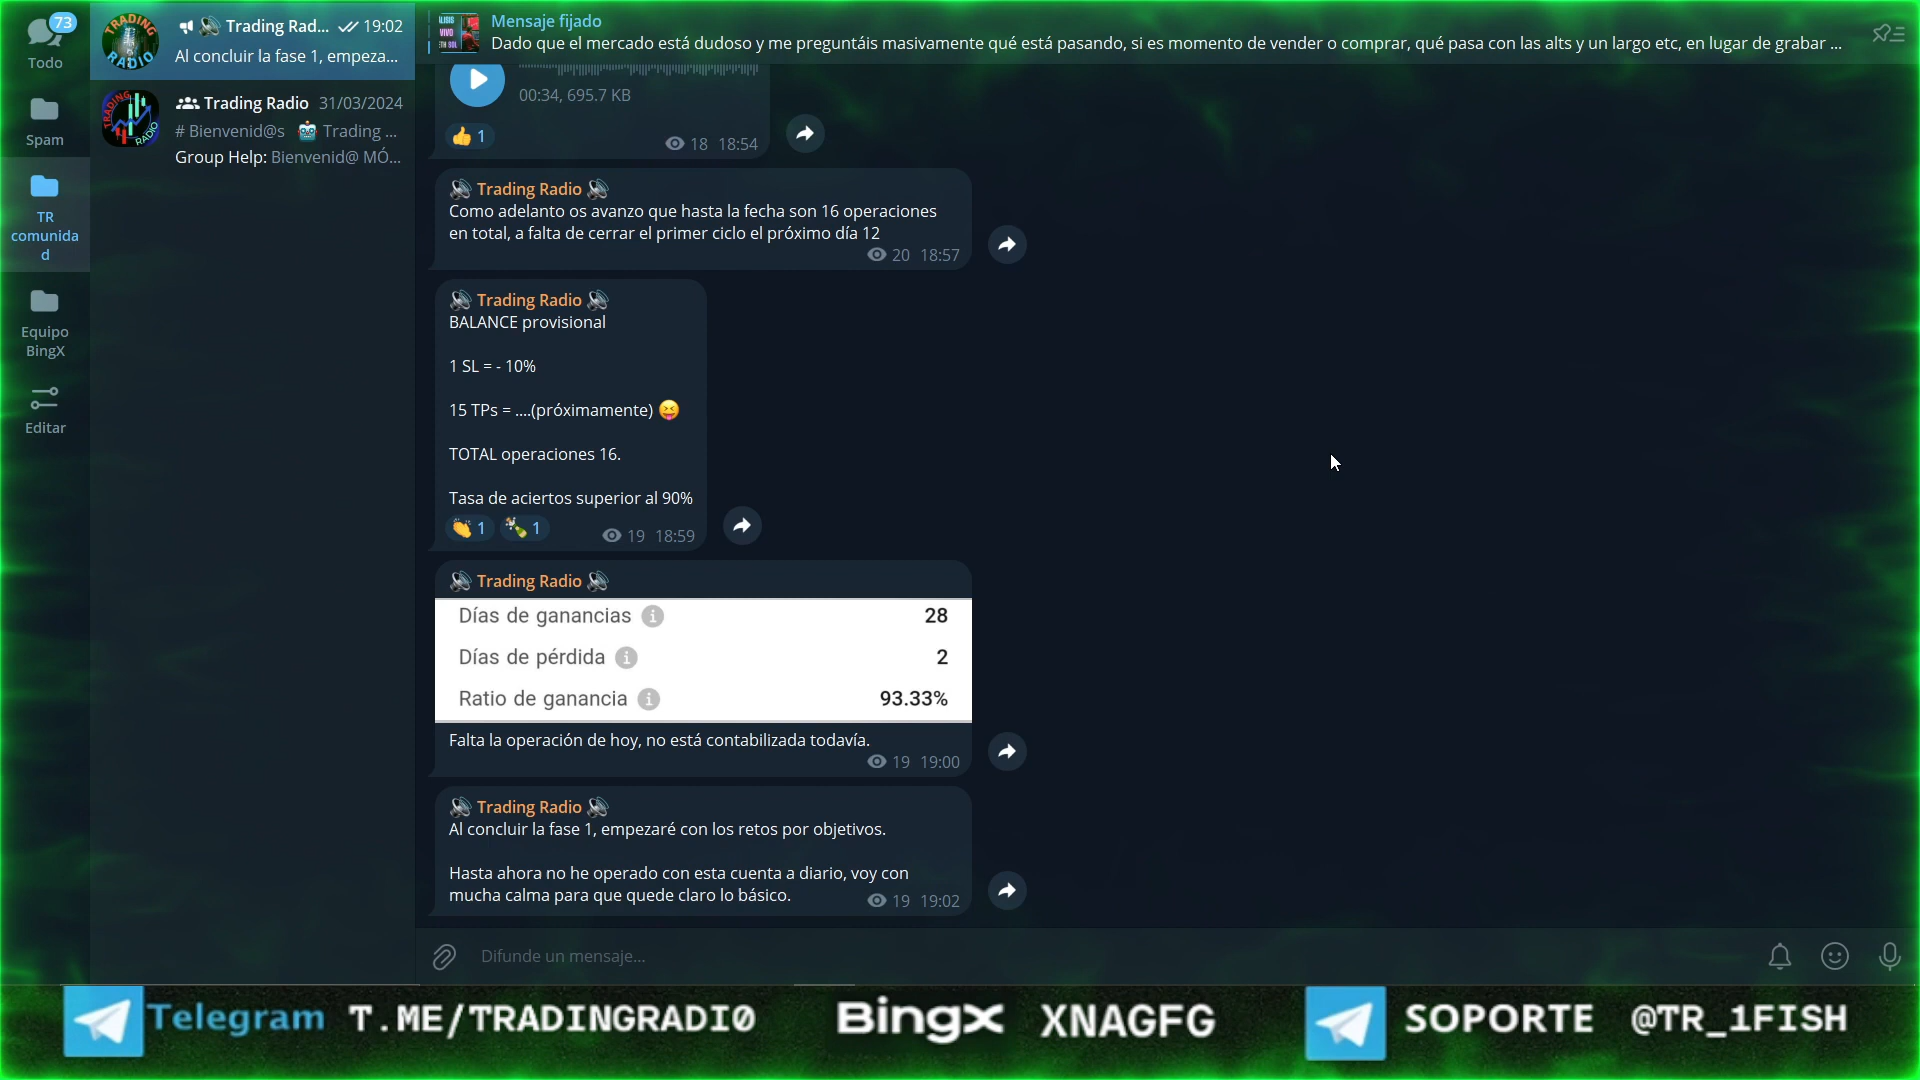 73
Todo
Spam
TR
comunida
d
Equipo
BingX
Editar
Trading Rad... 19:02
Al concluir la fase 1, empeza...
Trading Radio 31/03/2024
# Bienvenid@s Trading ...
Group Help: Bienvenid@ MÓ...
TRADING
RADIO
TRADING
RADIO
Mensaje fijado
Dado que el mercado está dudoso y me preguntáis masivamente qué está pasando, si es momento de vender o comprar, qué pasa con las alts y un largo etc, en lugar de grabar ...
00:34, 695.7 KB
1
18 18:54
Trading Radio
Como adelanto os avanzo que hasta la fecha son 16 operaciones
en total, a falta de cerrar el primer ciclo el próximo día 12
20 18:57
Trading Radio
BALANCE provisional
1 SL = - 10%
15 TPs = ....(próximamente)
TOTAL operaciones 16.
Tasa de aciertos superior al 90%
1 1 19 18:59
Trading Radio
Días de ganancias 28
Días de pérdida 2
Ratio de ganancia 93.33%
Falta la operación de hoy, no está contabilizada todavía.
19 19:00
Trading Radio
Al concluir la fase 1, empezaré con los retos por objetivos.
Hasta ahora no he operado con esta cuenta a diario, voy con
mucha calma para que quede claro lo básico.
19 19:02
Difunde un mensaje...
Telegram T.ME/TRADINGRADI0 BingX XNAGFG SOPORTE @TR_1FISH